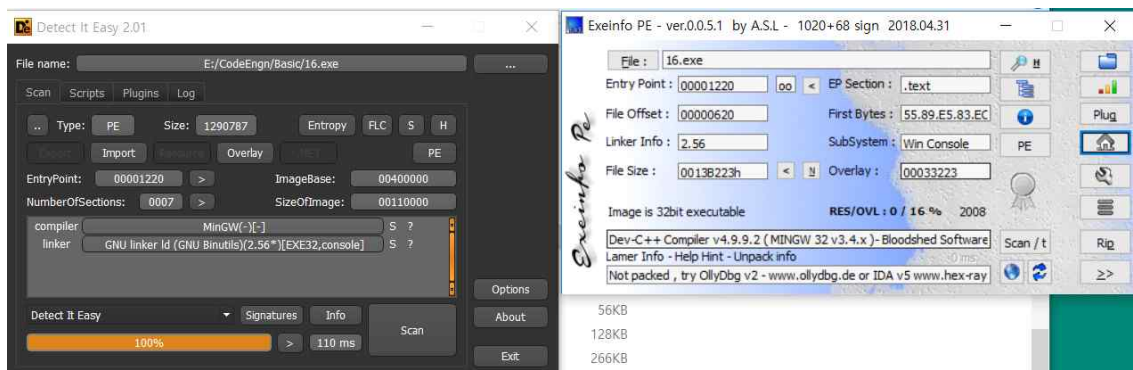 Detect It Easy 2.01
File name: E:/CodeEngn/Basic/16.exe ...
Scan Scripts Plugins Log
.. Type: PE Size: 1290787 Entropy FLC S H
Export Import Resource Overlay .NET PE
EntryPoint: 00001220 > ImageBase: 00400000
NumberOfSections: 0007 > SizeOfImage: 00110000
compiler MinGW(-)[-] S ?
linker GNU linker ld (GNU Binutils)(2.56*)[EXE32,console] S ?
Options
Detect It Easy Signatures Info Scan About
100% > 110 ms
Exit
Exeinfo PE - ver.0.0.5.1 by A.S.L - 1020+68 sign 2018.04.31
Exeinfo Pe
File : 16.exe H
Entry Point : 00001220 oo < EP Section : .text
File Offset : 00000620 First Bytes : 55.89.E5.83.EC Plug
Linker Info : 2.56 SubSystem : Win Console PE
File Size : 0013B223h < N Overlay : 00033223
Image is 32bit executable RES/OVL : 0 / 16 % 2008
Dev-C++ Compiler v4.9.9.2 ( MINGW 32 v3.4.x ) - Bloodshed Software Scan / t Rip
Lamer Info - Help Hint - Unpack info 0 ms
Not packed , try OllyDbg v2 - www.ollydbg.de or IDA v5 www.hex-ray >>
56KB
128KB
266KB